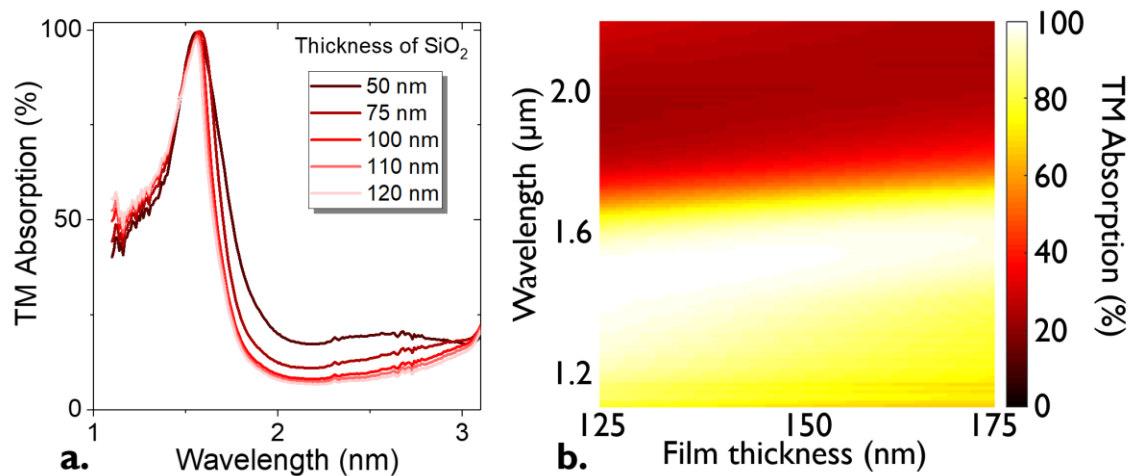 100
50
0
TM Absorption (%)
Thickness of SiO2
50 nm
75 nm
100 nm
110 nm
120 nm
1
2
3
Wavelength (nm)
a.
2.0
1.6
1.2
Wavelength (μm)
125
150
175
Film thickness (nm)
b.
100
80
60
40
20
0
TM Absorption (%)